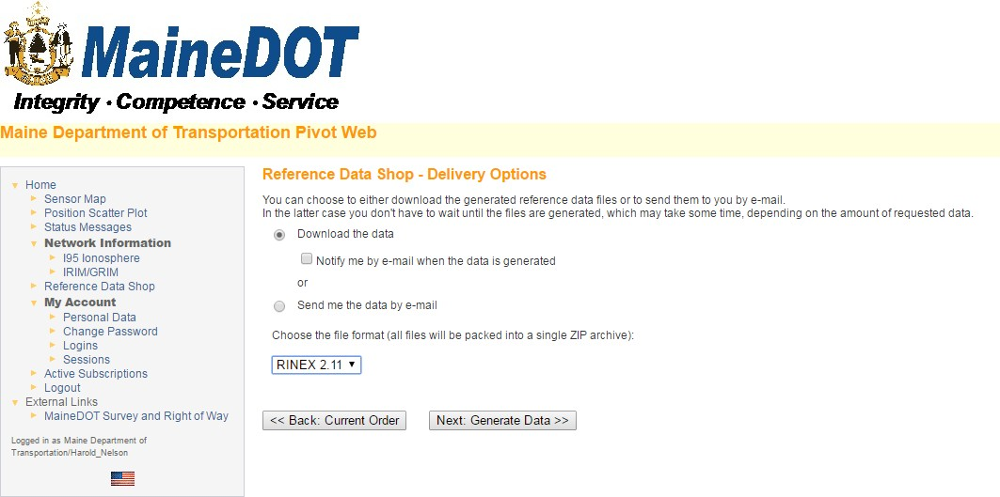 MaineDOT
Integrity · Competence · Service
Maine Department of Transportation Pivot Web
Home
Sensor Map
Position Scatter Plot
Status Messages
Network Information
I95 Ionosphere
IRIM/GRIM
Reference Data Shop
My Account
Personal Data
Change Password
Logins
Sessions
Active Subscriptions
Logout
External Links
MaineDOT Survey and Right of Way
Logged in as Maine Department of
Transportation/Harold_Nelson
Reference Data Shop - Delivery Options
You can choose to either download the generated reference data files or to send them to you by e-mail.
In the latter case you don't have to wait until the files are generated, which may take some time, depending on the amount of requested data.
Download the data
Notify me by e-mail when the data is generated
or
Send me the data by e-mail
Choose the file format (all files will be packed into a single ZIP archive):
RINEX 2.11
<< Back: Current Order
Next: Generate Data >>